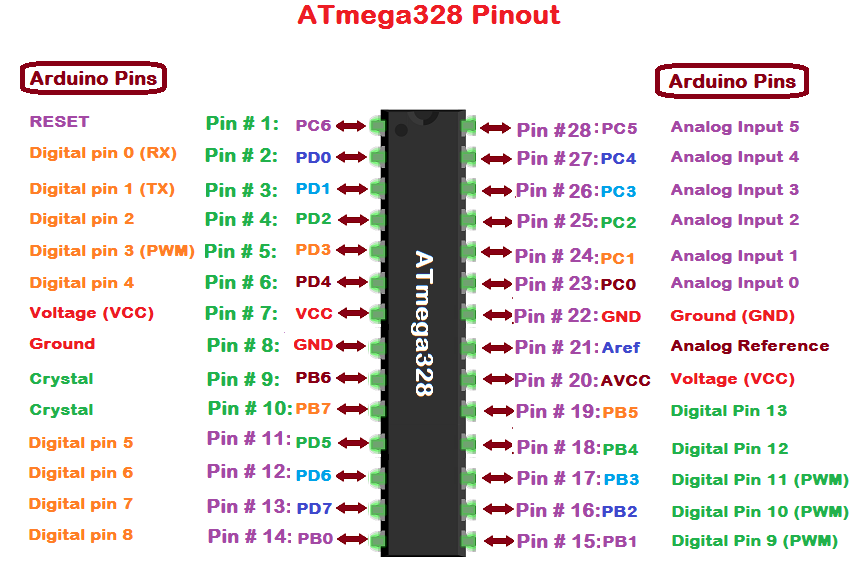 ATmega328 Pinout
Arduino Pins
Arduino Pins
RESET Pin # 1: PC6 Pin #28: PC5 Analog Input 5
Digital pin 0 (RX) Pin # 2: PD0 Pin #27: PC4 Analog Input 4
Digital pin 1 (TX) Pin # 3: PD1 Pin # 26: PC3 Analog Input 3
Digital pin 2 Pin # 4: PD2 Pin # 25: PC2 Analog Input 2
Digital pin 3 (PWM) Pin # 5: PD3 Pin # 24: PC1 Analog Input 1
Digital pin 4 Pin # 6: PD4 Pin # 23: PC0 Analog Input 0
Voltage (VCC) Pin # 7: VCC Pin # 22: GND Ground (GND)
Ground Pin # 8: GND Pin # 21: Aref Analog Reference
Crystal Pin # 9: PB6 Pin # 20: AVCC Voltage (VCC)
Crystal Pin # 10: PB7 Pin # 19: PB5 Digital Pin 13
Digital pin 5 Pin # 11: PD5 Pin # 18: PB4 Digital Pin 12
Digital pin 6 Pin # 12: PD6 Pin # 17: PB3 Digital Pin 11 (PWM)
Digital pin 7 Pin # 13: PD7 Pin # 16: PB2 Digital Pin 10 (PWM)
Digital pin 8 Pin # 14: PB0 Pin # 15: PB1 Digital Pin 9 (PWM)
ATmega328